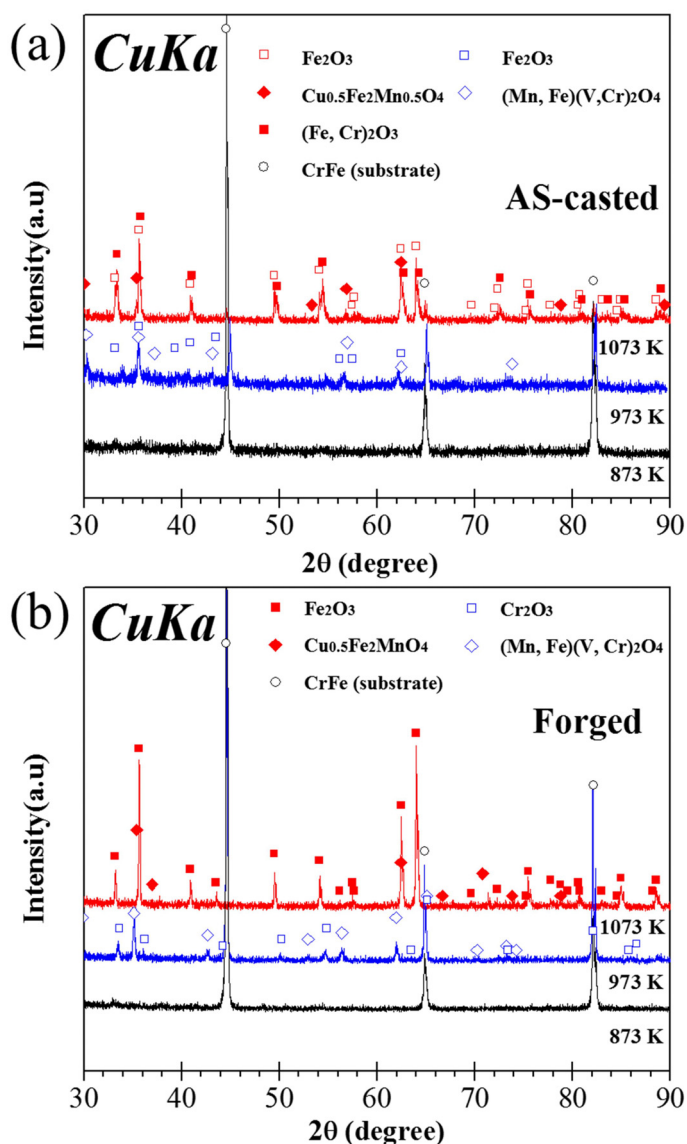 (a)
CuKa
Fe2O3
Fe2O3
Cu0.5Fe2Mn0.5O4
(Mn, Fe)(V,Cr)2O4
(Fe, Cr)2O3
CrFe (substrate)
AS-casted
Intensity(a.u)
1073 K
973 K
873 K
30 40 50 60 70 80 90
2θ (degree)
(b)
CuKa
Fe2O3
Cr2O3
Cu0.5Fe2MnO4
(Mn, Fe)(V, Cr)2O4
CrFe (substrate)
Forged
Intensity(a.u)
1073 K
973 K
873 K
30 40 50 60 70 80 90
2θ (degree)